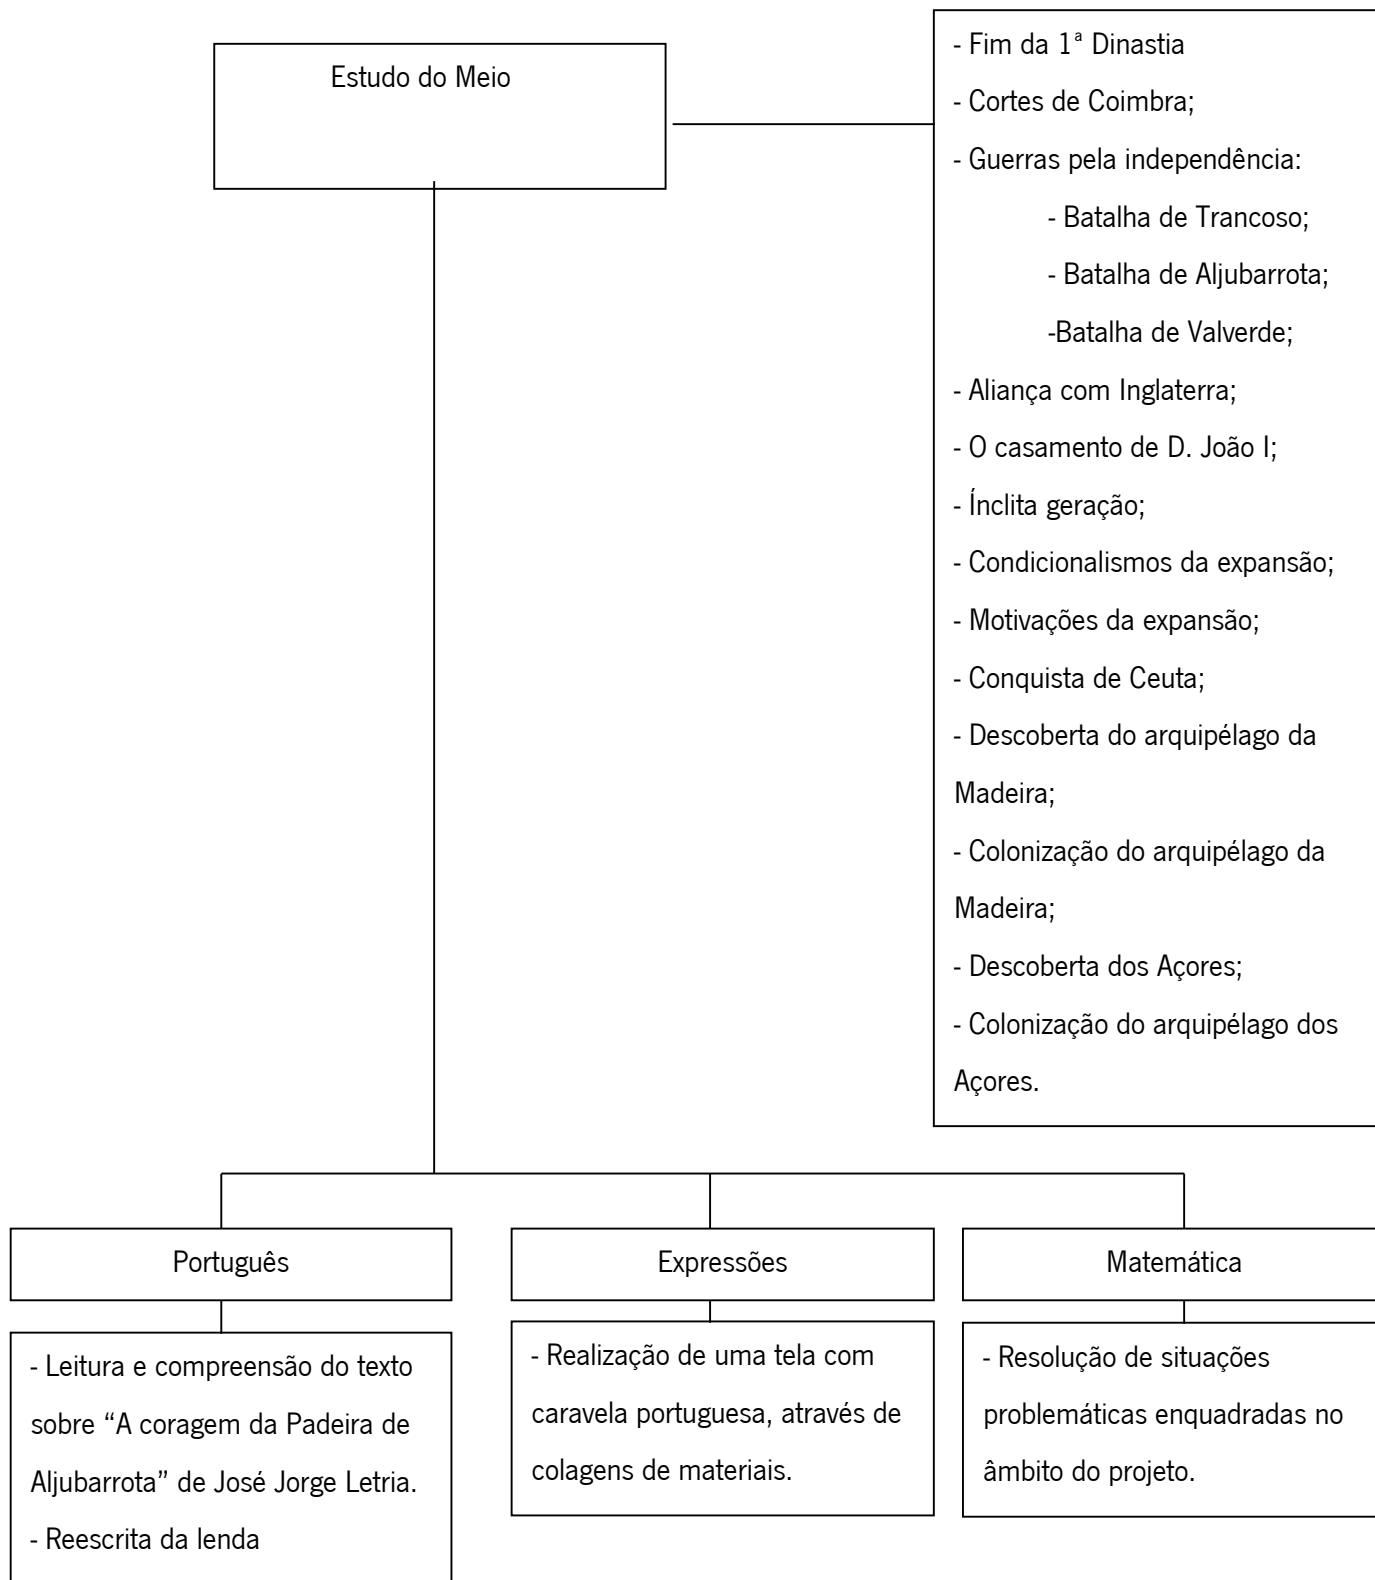 Estudo do Meio
- Fim da 1ª Dinastia
- Cortes de Coimbra;
- Guerras pela independência:
- Batalha de Trancoso;
- Batalha de Aljubarrota;
-Batalha de Valverde;
- Aliança com Inglaterra;
- O casamento de D. João I;
- Ínclita geração;
- Condicionalismos da expansão;
- Motivações da expansão;
- Conquista de Ceuta;
- Descoberta do arquipélago da
Madeira;
- Colonização do arquipélago da
Madeira;
- Descoberta dos Açores;
- Colonização do arquipélago dos
Açores.
Português
- Leitura e compreensão do texto
sobre “A coragem da Padeira de
Aljubarrota” de José Jorge Letria.
- Reescrita da lenda
Expressões
- Realização de uma tela com
caravela portuguesa, através de
colagens de materiais.
Matemática
- Resolução de situações
problemáticas enquadradas no
âmbito do projeto.